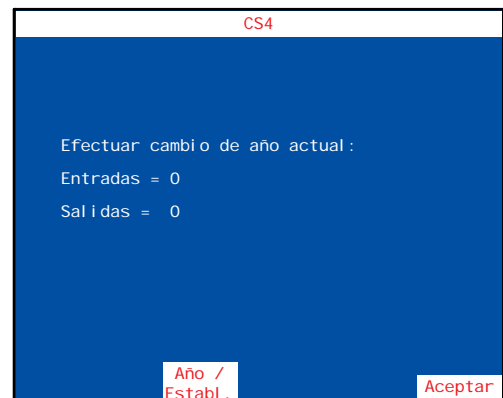 CS4
Efectuar cambio de año actual:
Entradas = 0
Salidas = 0
Año /
Establ.
Aceptar